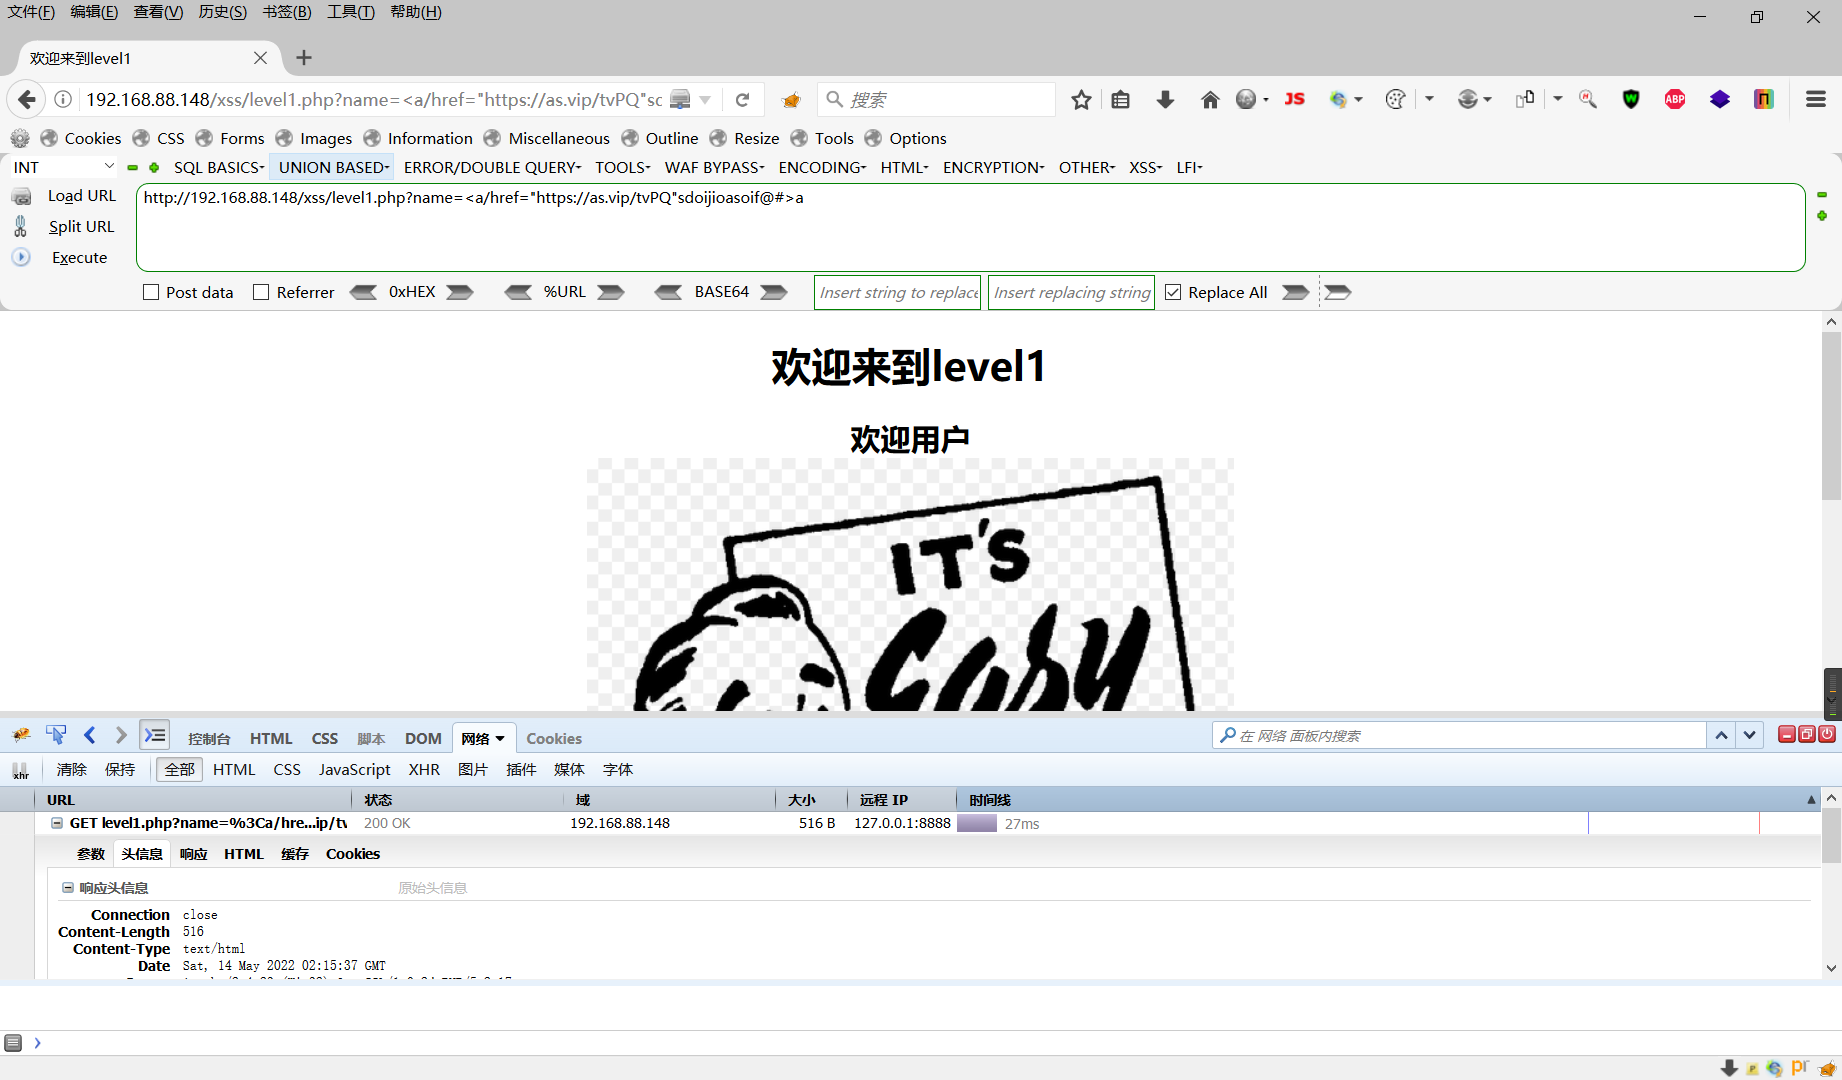 文件(F) 编辑(E) 查看(V) 历史(S) 书签(B) 工具(T) 帮助(H)
欢迎来到level1
192.168.88.148/xss/level1.php?name=<a/href="https://as.vip/tvPQ"sc
搜索
JS
ABP
Cookies CSS Forms Images Information Miscellaneous Outline Resize Tools Options
INT SQL BASICS UNION BASED ERROR/DOUBLE QUERY TOOLS WAF BYPASS ENCODING HTML ENCRYPTION OTHER XSS LFI
Load URL
http://192.168.88.148/xss/level1.php?name=<a/href="https://as.vip/tvPQ"sdoijioasoif@#>a
Split URL
Execute
Post data Referrer 0xHEX %URL BASE64 Insert string to replace Insert replacing string Replace All
欢迎来到level1
欢迎用户
IT'S
easy
控制台 HTML CSS 脚本 DOM 网络 Cookies
在 网络 面板内搜索
xhr 清除 保持 全部 HTML CSS JavaScript XHR 图片 插件 媒体 字体
URL 状态 域 大小 远程 IP 时间线
GET level1.php?name=%3Ca/hre...ip/tv 200 OK 192.168.88.148 516 B 127.0.0.1:8888 27ms
参数 头信息 响应 HTML 缓存 Cookies
响应头信息 原始头信息
Connection close
Content-Length 516
Content-Type text/html
Date Sat, 14 May 2022 02:15:37 GMT
pr